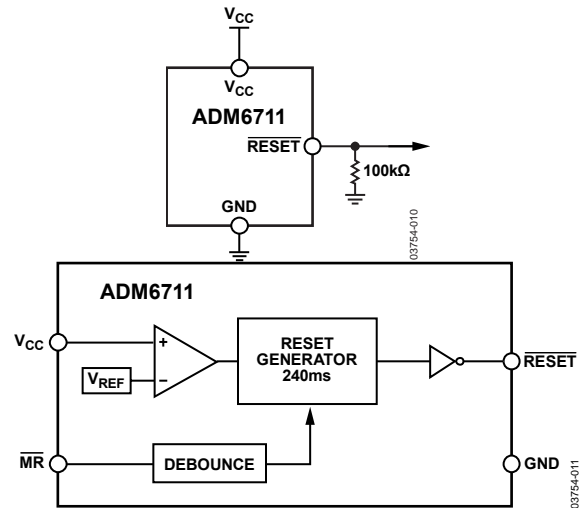 VCC
VCC
ADM6711
RESET
100kΩ
GND
03754-010
ADM6711
VCC
+
VREF
−
RESET
GENERATOR
240ms
RESET
MR
DEBOUNCE
GND
03754-011